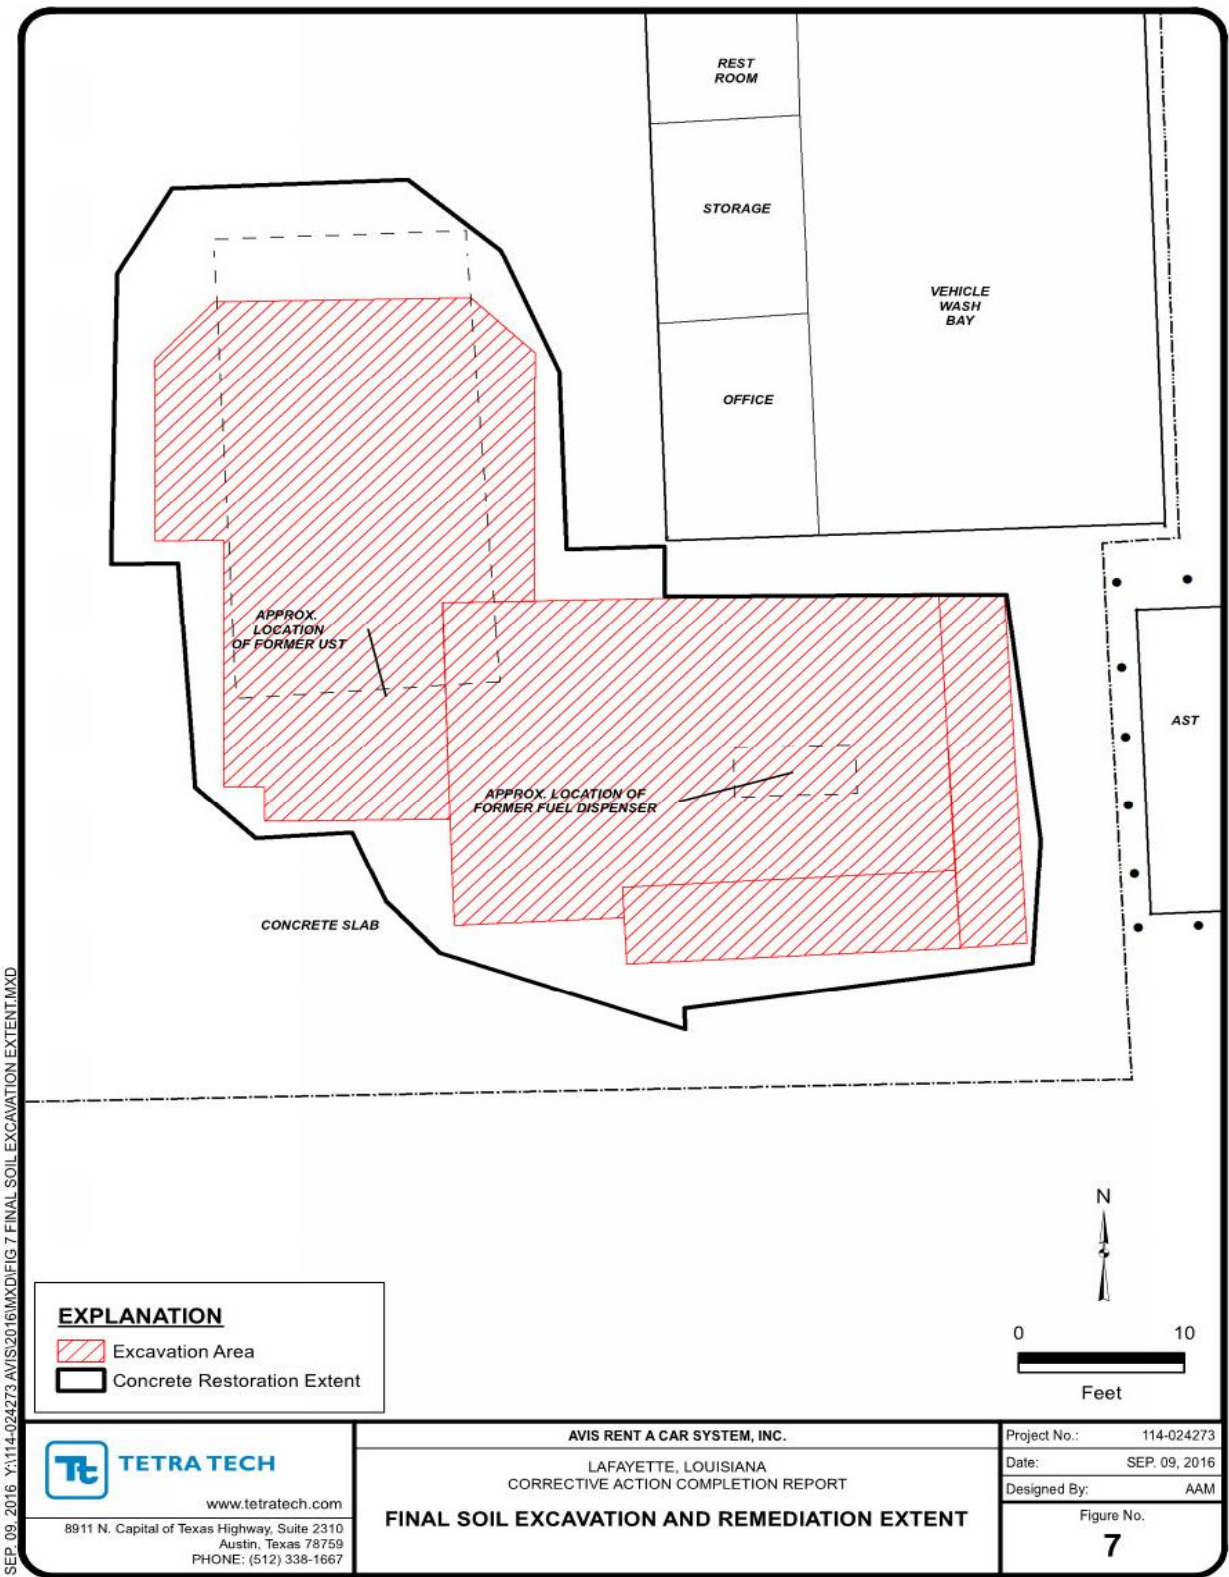 REST
ROOM
STORAGE
VEHICLE
WASH
BAY
OFFICE
APPROX.
LOCATION
OF FORMER UST
AST
APPROX. LOCATION OF
FORMER FUEL DISPENSER
CONCRETE SLAB
SEP. 09, 2016 Y:\114-024273 AVIS\2016\MXD\FIG 7 FINAL SOIL EXCAVATION EXTENT.MXD
N
0 10
Feet
EXPLANATION
Excavation Area
Concrete Restoration Extent
Tt TETRA TECH
www.tetratech.com
8911 N. Capital of Texas Highway, Suite 2310
Austin, Texas 78759
PHONE: (512) 338-1667
AVIS RENT A CAR SYSTEM, INC.
LAFAYETTE, LOUISIANA
CORRECTIVE ACTION COMPLETION REPORT
FINAL SOIL EXCAVATION AND REMEDIATION EXTENT
Project No.: 114-024273
Date: SEP. 09, 2016
Designed By: AAM
Figure No.
7